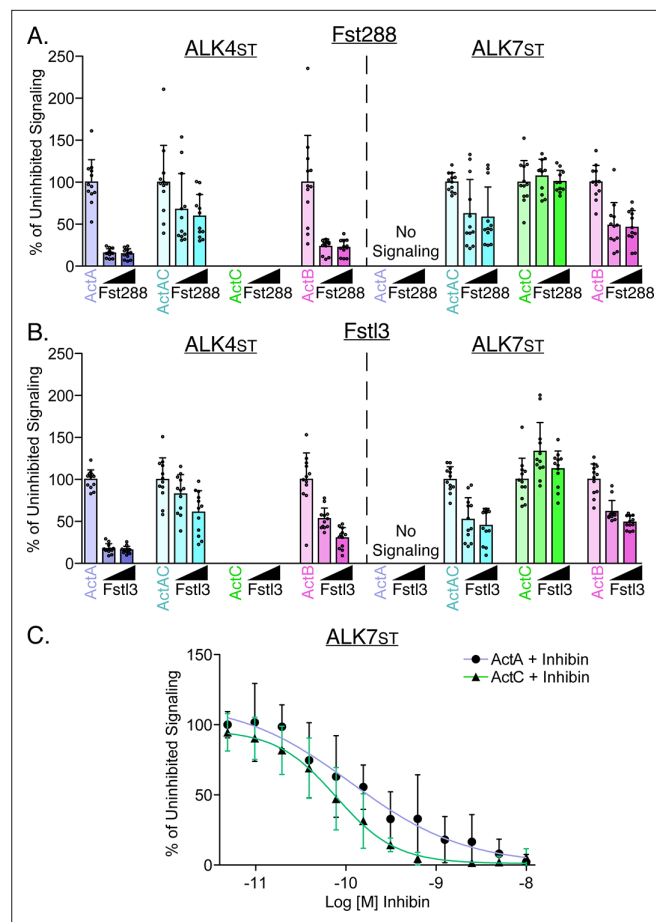 A.
Fst288
ALK4ST
ALK7ST
% of Uninhibited Signaling
250
200
150
100
50
0
No
Signaling
ActA
Fst288
ActAC
Fst288
ActC
Fst288
ActB
Fst288
ActA
Fst288
ActAC
Fst288
ActC
Fst288
ActB
Fst288
B.
Fstl3
ALK4ST
ALK7ST
% of Uninhibited Signaling
250
200
150
100
50
0
No
Signaling
ActA
Fstl3
ActAC
Fstl3
ActC
Fstl3
ActB
Fstl3
ActA
Fstl3
ActAC
Fstl3
ActC
Fstl3
ActB
Fstl3
C.
ALK7ST
ActA + Inhibin
ActC + Inhibin
% of Uninhibited Signaling
150
100
50
0
-11 -10 -9 -8
Log [M] Inhibin